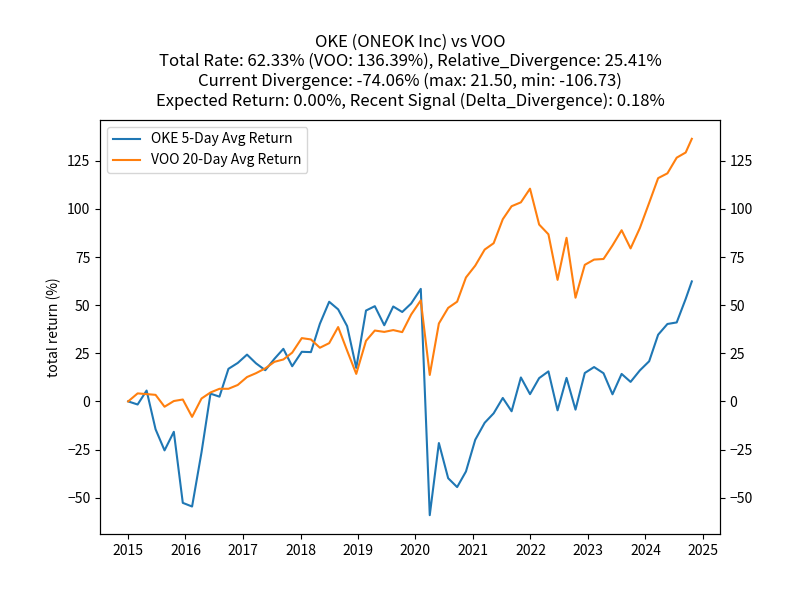 OKE (ONEOK Inc) vs VOO
Total Rate: 62.33% (VOO: 136.39%), Relative_Divergence: 25.41%
Current Divergence: -74.06% (max: 21.50, min: -106.73)
Expected Return: 0.00%, Recent Signal (Delta_Divergence): 0.18%
OKE 5-Day Avg Return
VOO 20-Day Avg Return
total return (%)
125 125
100 100
75 75
50 50
25 25
0 0
−25 −25
−50 −50
2015 2016 2017 2018 2019 2020 2021 2022 2023 2024 2025